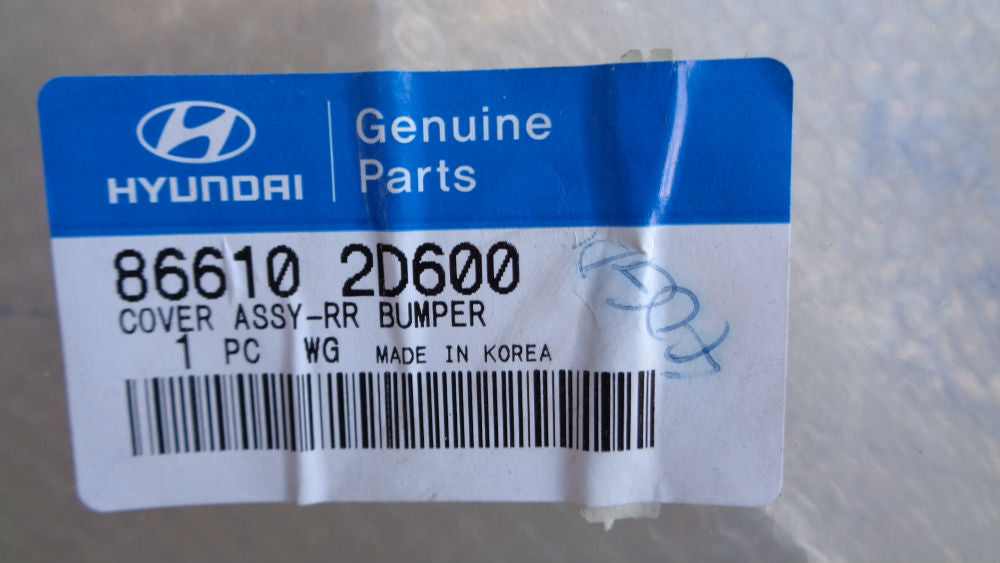 HYUNDAI
Genuine
Parts
86610 2D600
COVER ASSY-RR BUMPER
1 PC WG MADE IN KOREA